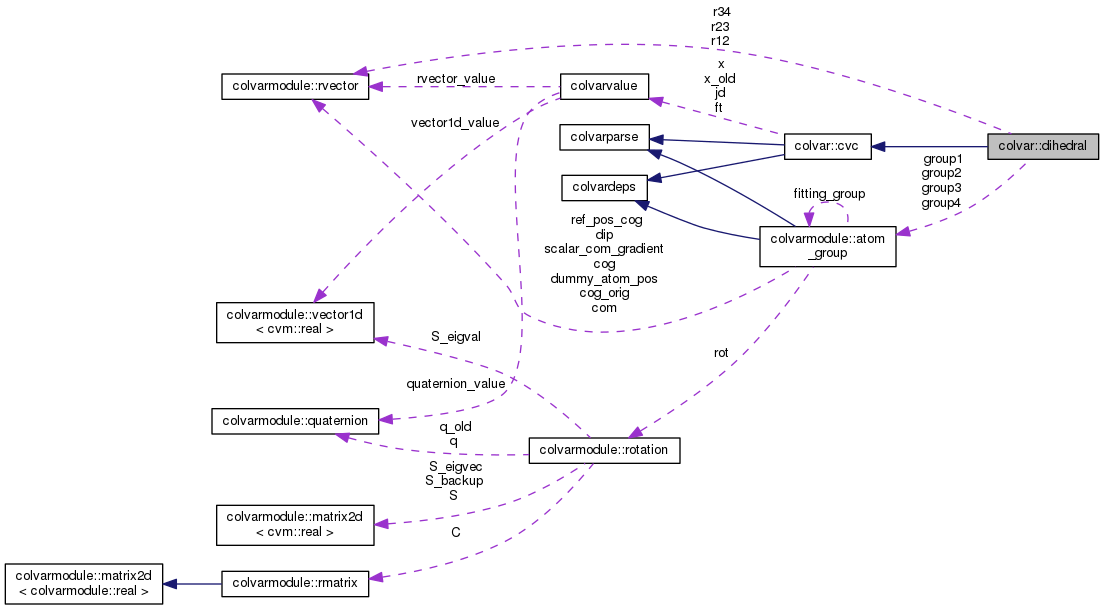 r34
r23
r12
colvarmodule::rvector
rvector_value
colvarvalue
x
x_old
jd
ft
vector1d_value
colvarparse
colvar::cvc
colvar::dihedral
colvardeps
group1
group2
group3
group4
fitting_group
ref_pos_cog
dip
scalar_com_gradient
cog
dummy_atom_pos
cog_orig
com
colvarmodule::atom
_group
colvarmodule::vector1d
< cvm::real >
S_eigval
rot
quaternion_value
colvarmodule::quaternion
q_old
q
colvarmodule::rotation
S_eigvec
S_backup
S
colvarmodule::matrix2d
< cvm::real >
C
colvarmodule::matrix2d
< colvarmodule::real >
colvarmodule::rmatrix